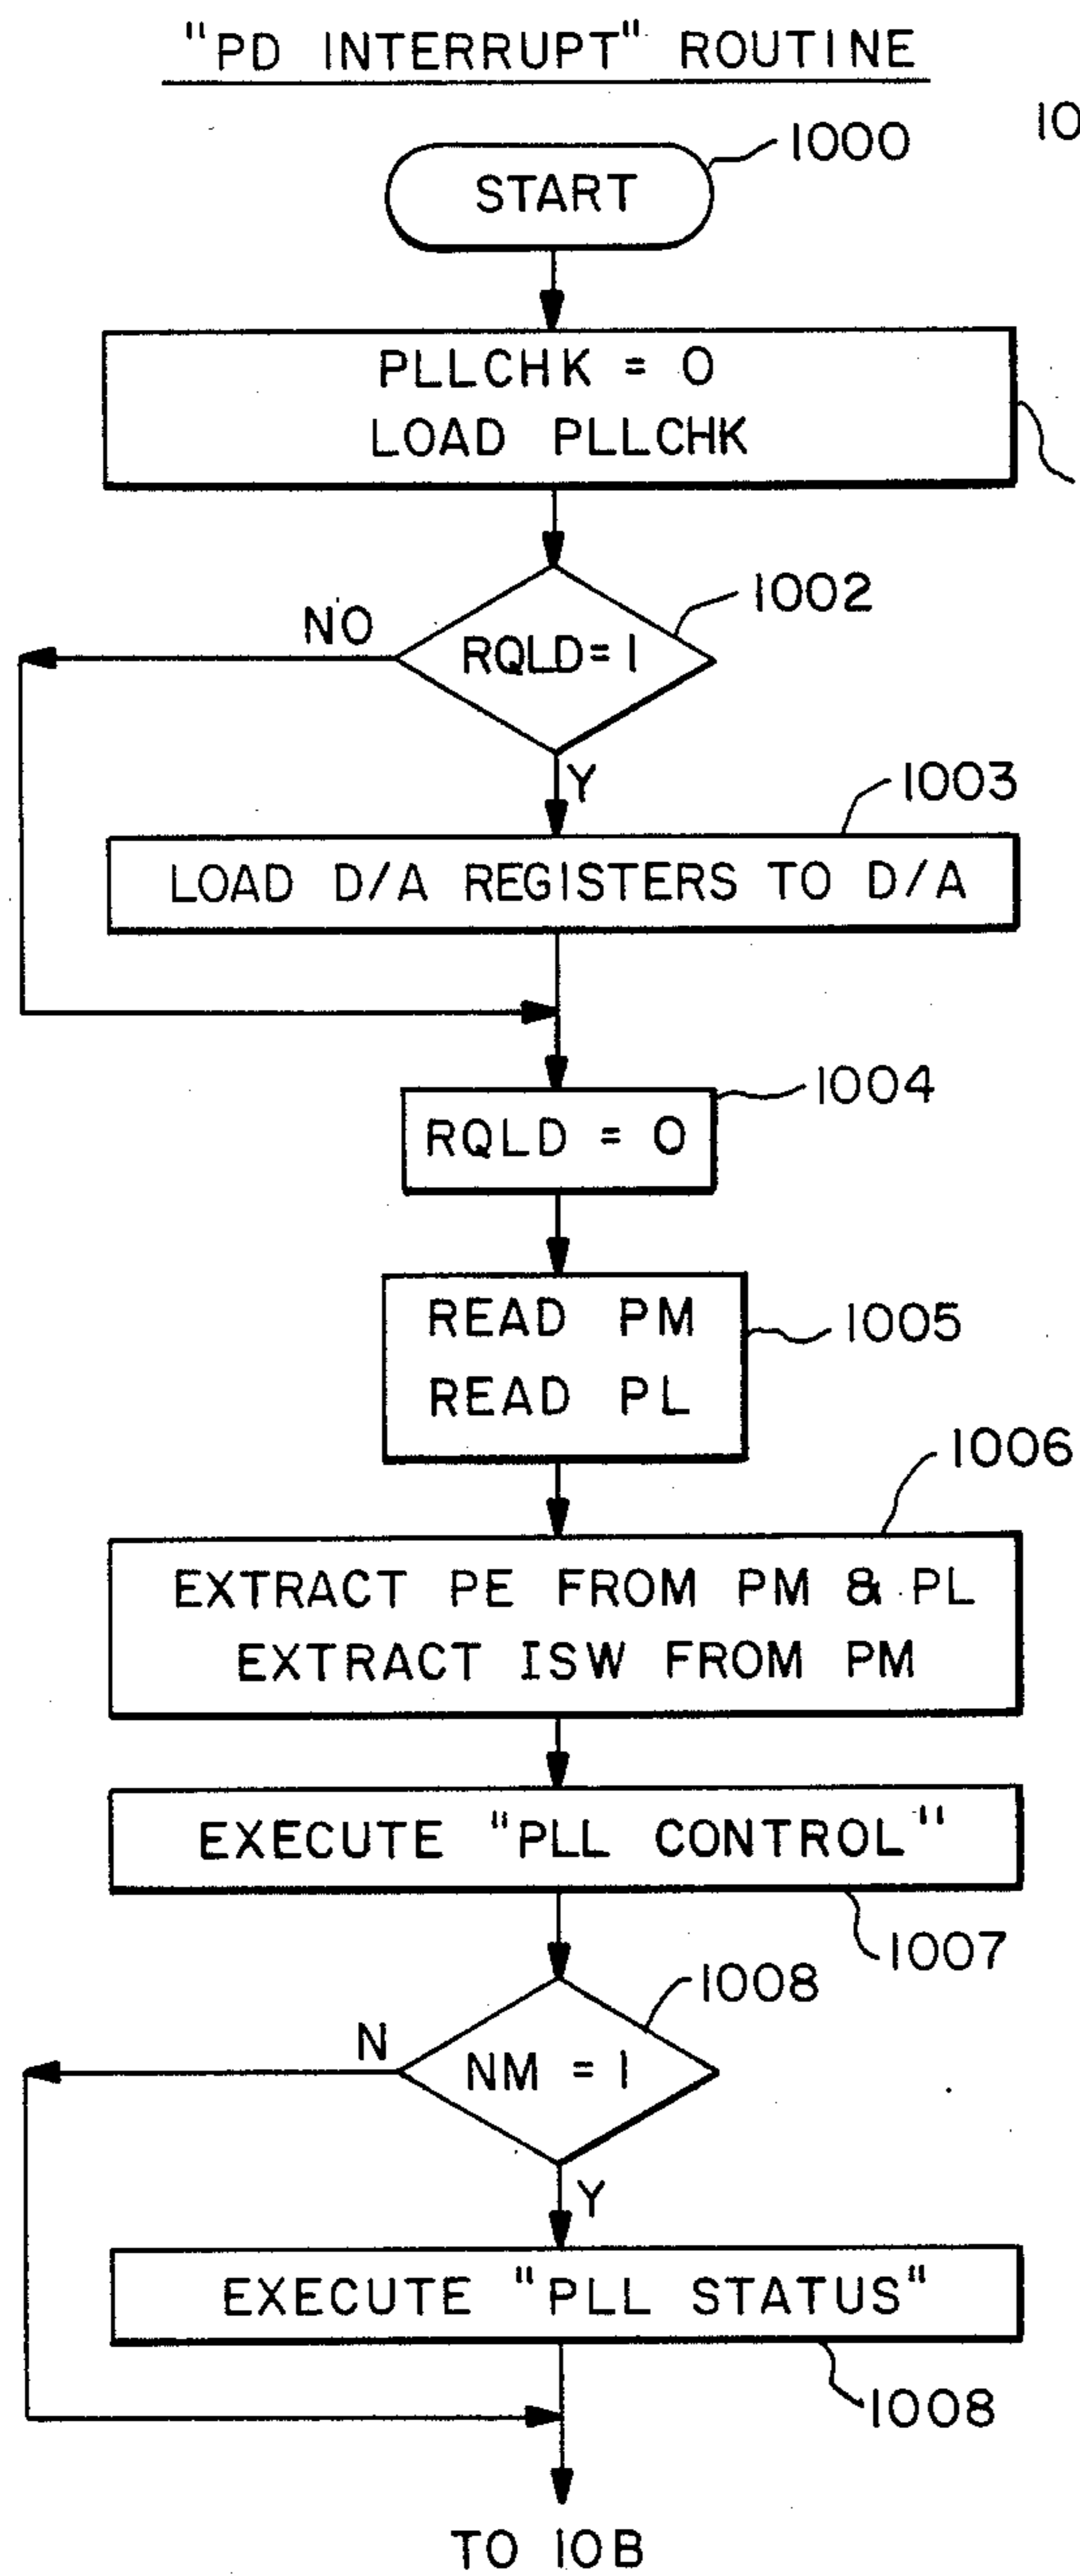 "PD INTERRUPT" ROUTINE
10
1000
START
PLLCHK = 0
LOAD PLLCHK
1002
NO
RQLD=1
Y
1003
LOAD D/A REGISTERS TO D/A
1004
RQLD = 0
READ PM
1005
READ PL
1006
EXTRACT PE FROM PM & PL
EXTRACT ISW FROM PM
EXECUTE "PLL CONTROL"
1007
1008
N
NM = 1
Y
EXECUTE "PLL STATUS"
1008
TO 10B